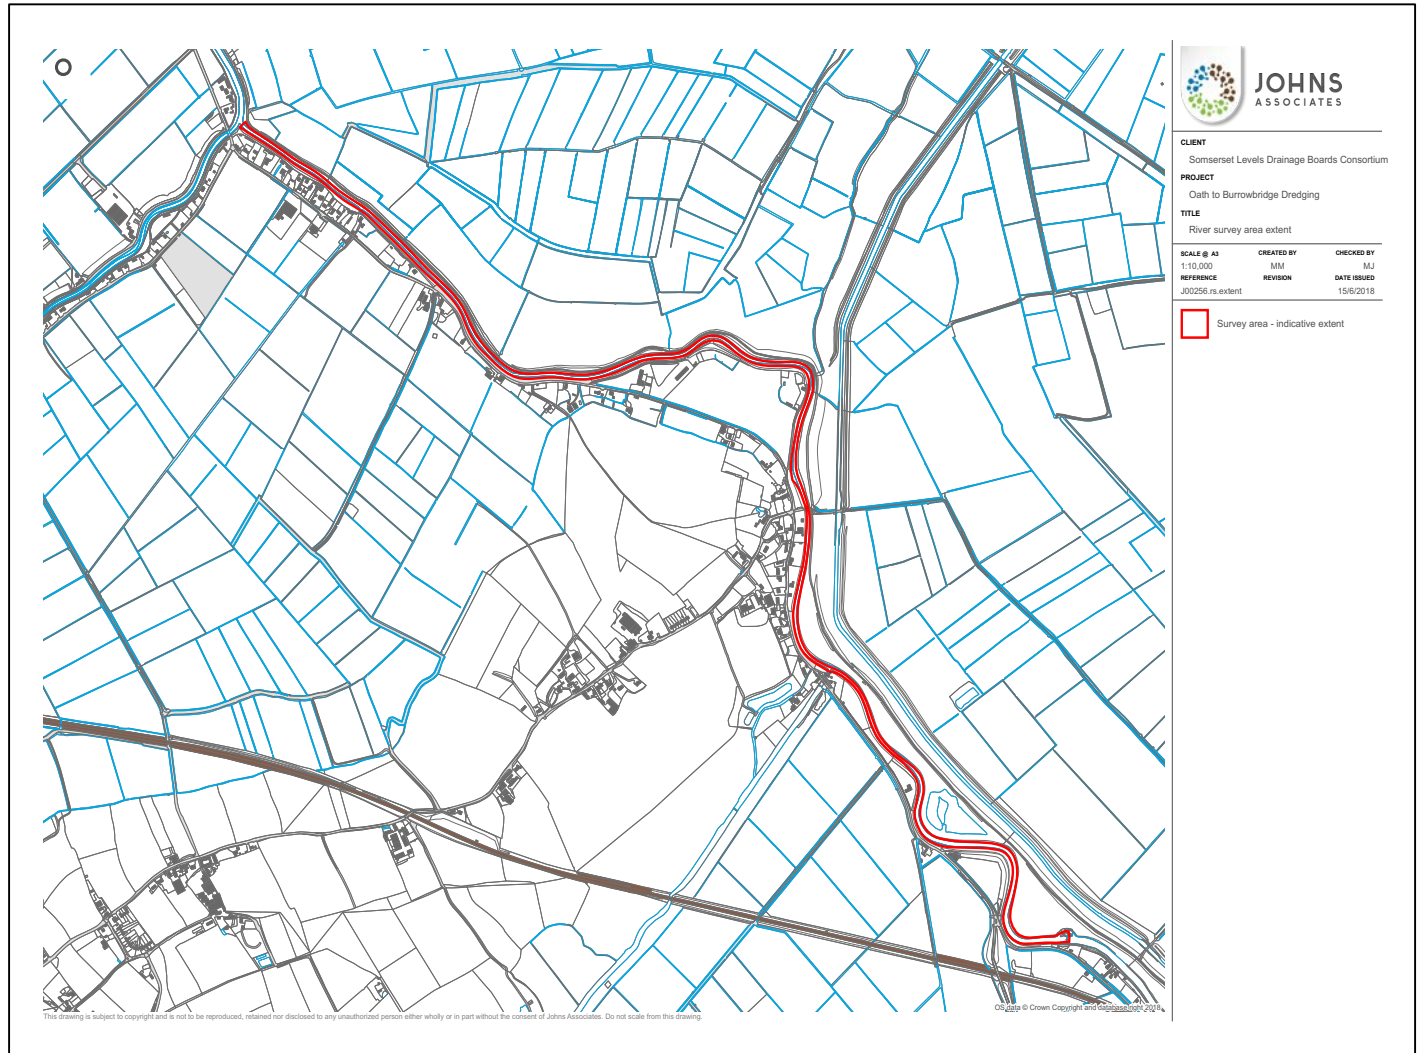 JOHNS
ASSOCIATES
CLIENT
Somserset Levels Drainage Boards Consortium
PROJECT
Oath to Burrowbridge Dredging
TITLE
River survey area extent
SCALE @ A3 CREATED BY CHECKED BY
1:10,000 MM MJ
REFERENCE REVISION DATE ISSUED
J00256.rs.extent 15/6/2018
Survey area - indicative extent
OS data © Crown Copyright and database right 2018
This drawing is subject to copyright and is not to be reproduced, retained nor disclosed to any unauthorized person either wholly or in part without the consent of Johns Associates. Do not scale from this drawing.